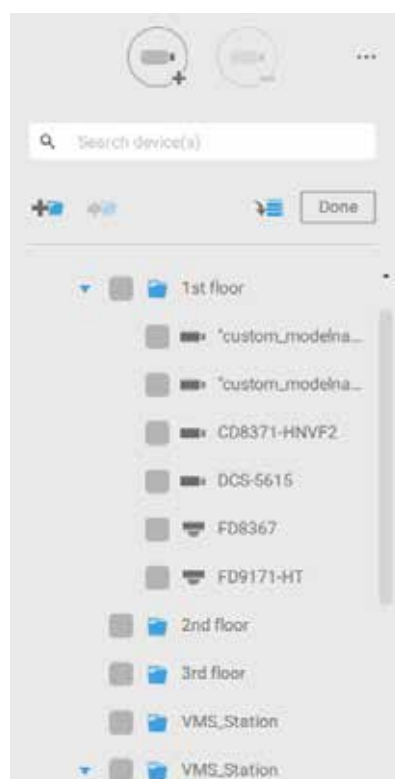 Search device(s)
Done
1st floor
"custom_modelna...
"custom_modelna...
CD8371-HNVF2
DCS-5615
FD8367
FD9171-HT
2nd floor
3rd floor
VMS_Station
VMS_Station